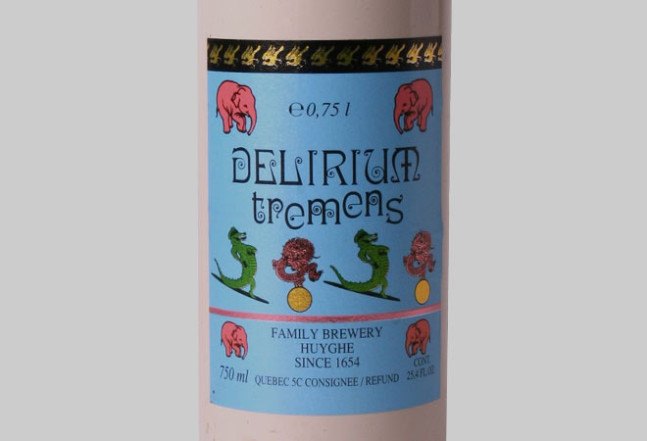 ℮0,75 l
DELIRIUM
tremens
FAMILY BREWERY
HUYGHE
SINCE 1654
750 ml
QUEBEC 5C CONSIGNEE / REFUND
CONT.
25.4 FL OZ